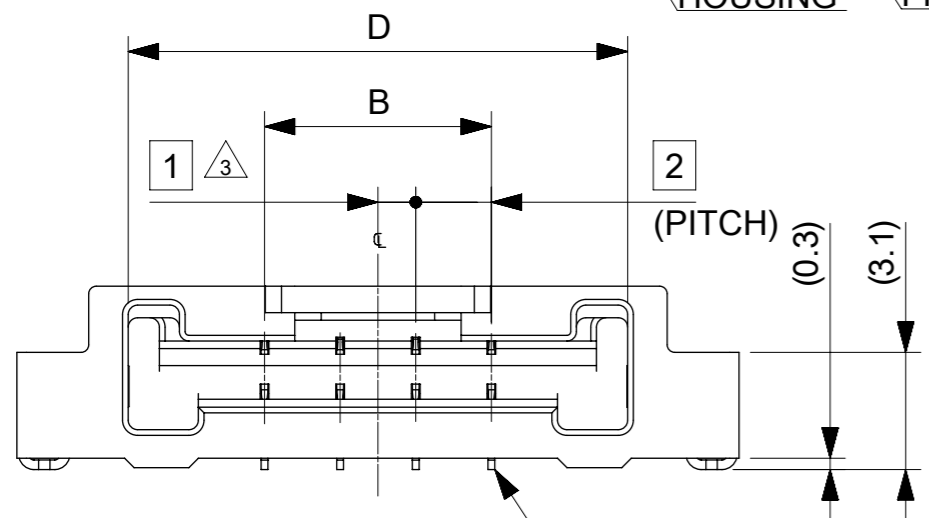 HOUSING
D
B
1 3
2
(PITCH)
℄
(0.3)
(3.1)